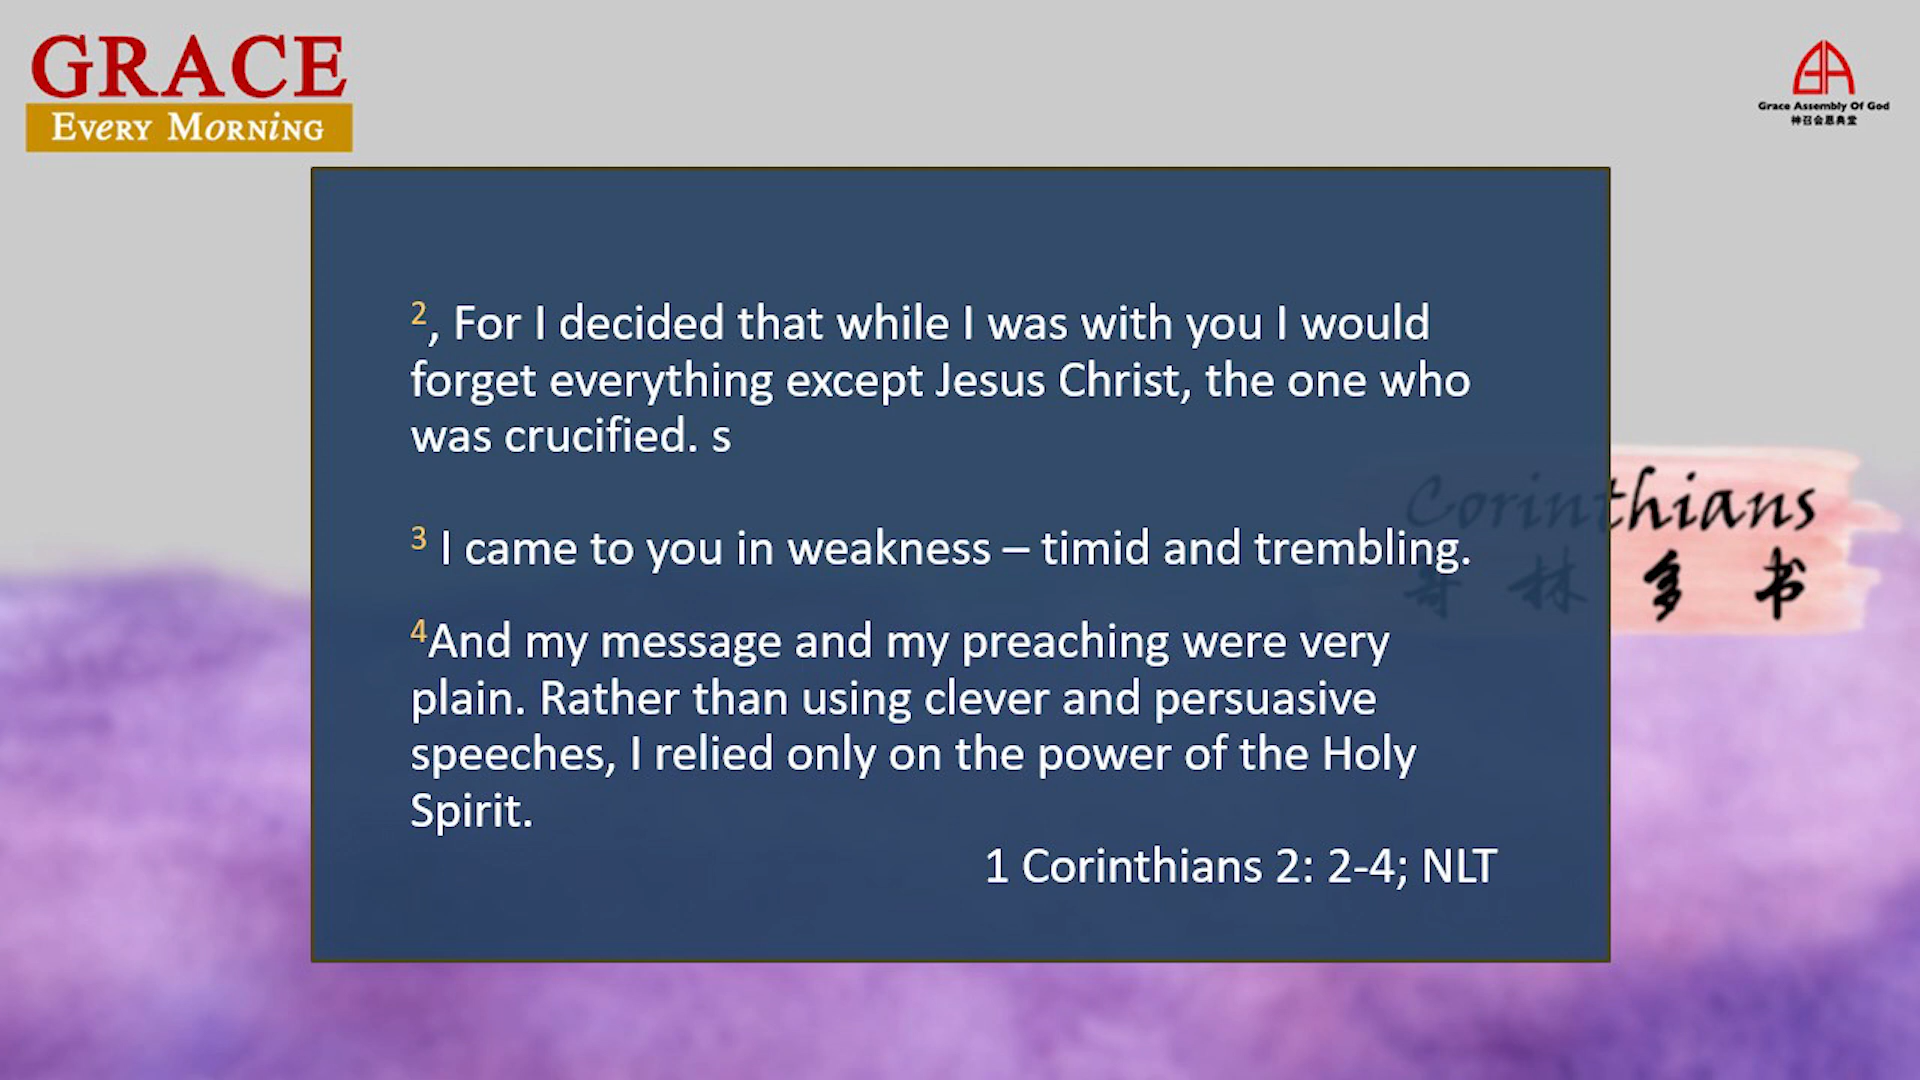 GRACE
EVeRY MORNiNG
Grace Assembly Of God
神召会恩典堂
2, For I decided that while I was with you I would
forget everything except Jesus Christ, the one who
was crucified. s
3 I came to you in weakness – timid and trembling.
4And my message and my preaching were very
plain. Rather than using clever and persuasive
speeches, I relied only on the power of the Holy
Spirit.
1 Corinthians 2: 2-4; NLT
Corinthians
哥 林 多 书